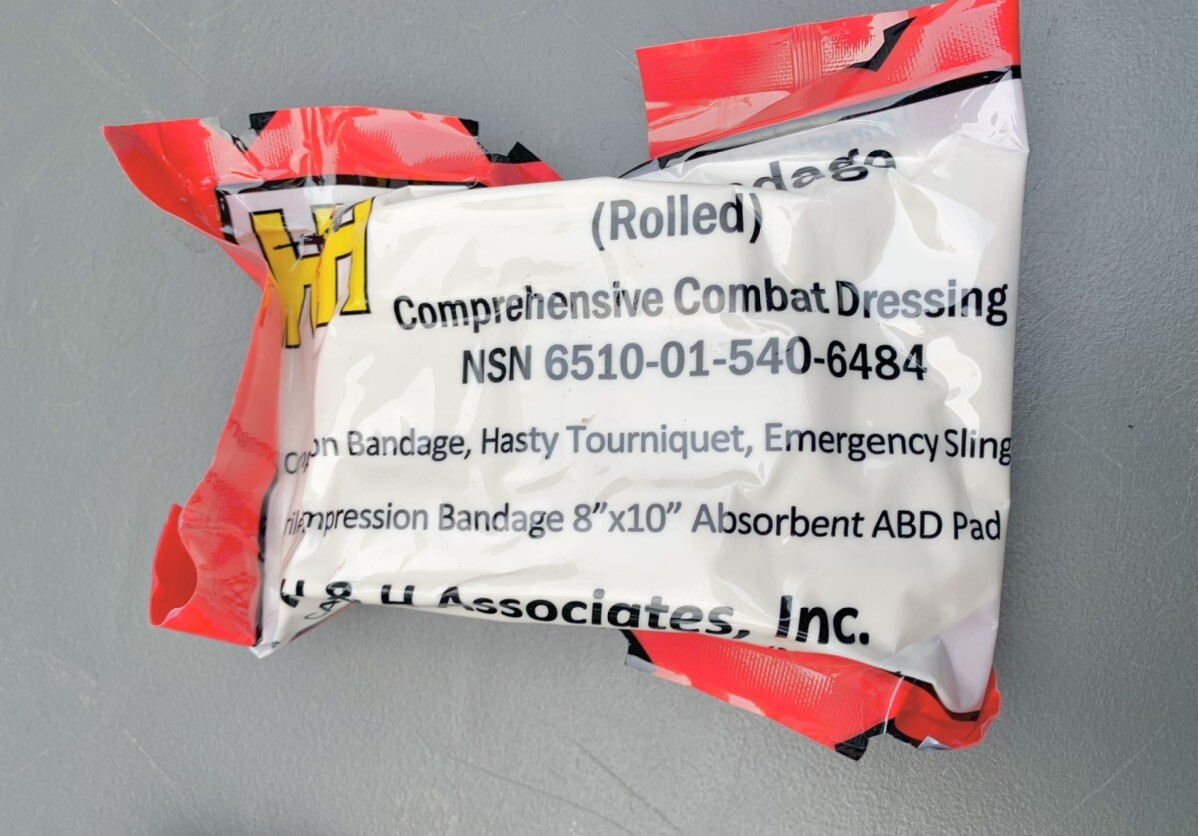 HH
(Rolled)
Comprehensive Combat Dressing
NSN 6510-01-540-6484
Bandage, Hasty Tourniquet, Emergency Sling
Bandage 8”x10” Absorbent ABD Pad
H & H Associates, Inc.